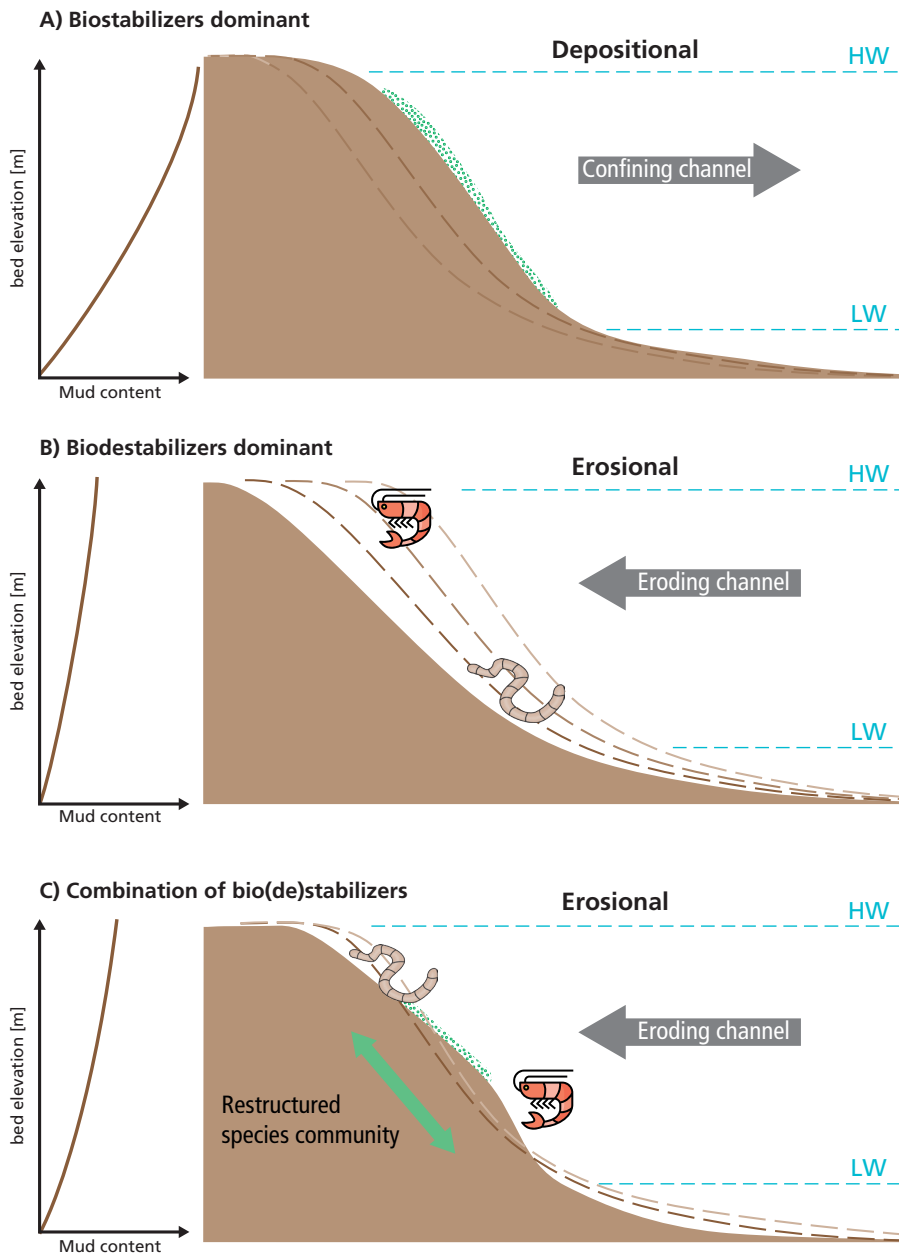 A) Biostabilizers dominant
Depositional
HW
Confining channel
LW
bed elevation [m]
Mud content
B) Biodestabilizers dominant
Erosional
HW
Eroding channel
LW
bed elevation [m]
Mud content
C) Combination of bio(de)stabilizers
Erosional
HW
Eroding channel
Restructured
species community
LW
bed elevation [m]
Mud content